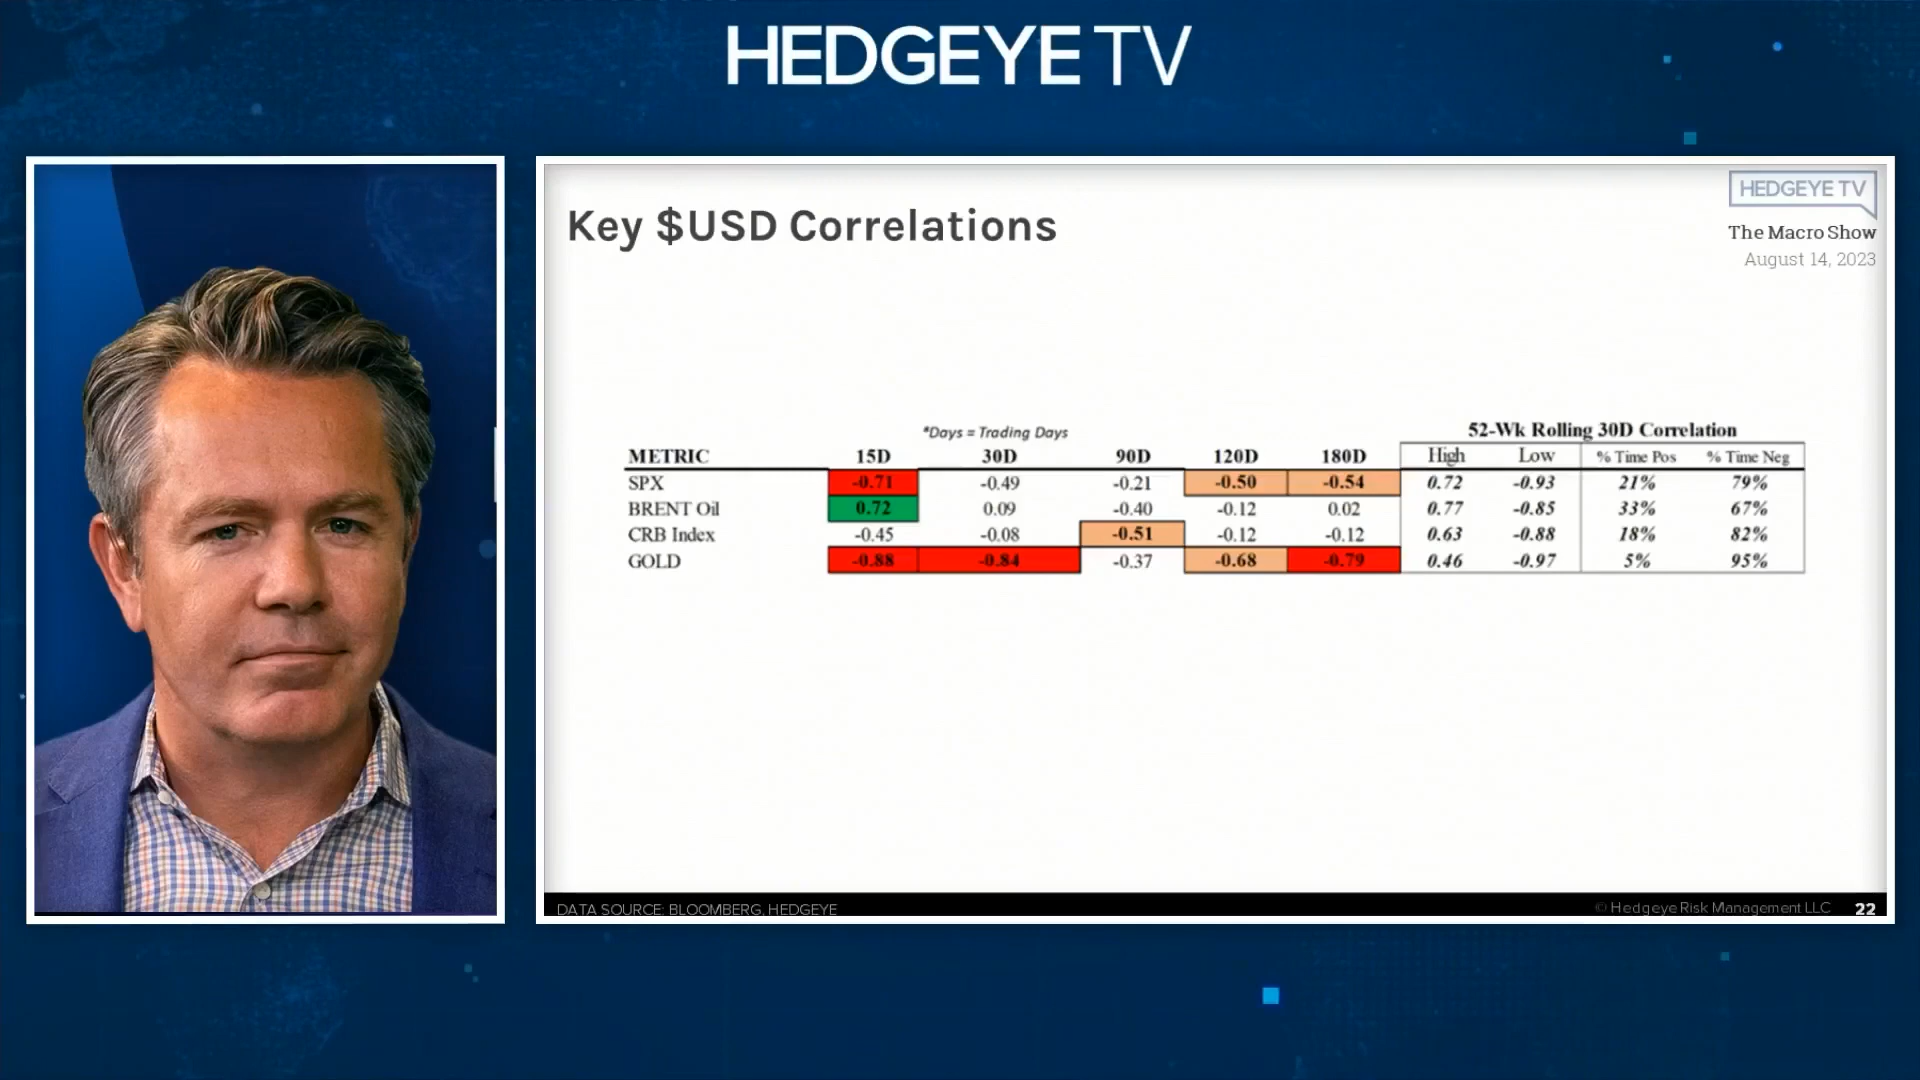 HEDGEYE TV
HEDGEYE TV
The Macro Show
August 14, 2023
Key $USD Correlations
*Days = Trading Days
52-Wk Rolling 30D Correlation
METRIC 15D 30D 90D 120D 180D High Low % Time Pos % Time Neg
SPX -0.71 -0.49 -0.21 -0.50 -0.54 0.72 -0.93 21% 79%
BRENT Oil 0.72 0.09 -0.40 -0.12 0.02 0.77 -0.85 33% 67%
CRB Index -0.45 -0.08 -0.51 -0.12 -0.12 0.63 -0.88 18% 82%
GOLD -0.88 -0.84 -0.37 -0.68 -0.79 0.46 -0.97 5% 95%
DATA SOURCE: BLOOMBERG, HEDGEYE
© Hedgeye Risk Management LLC 22